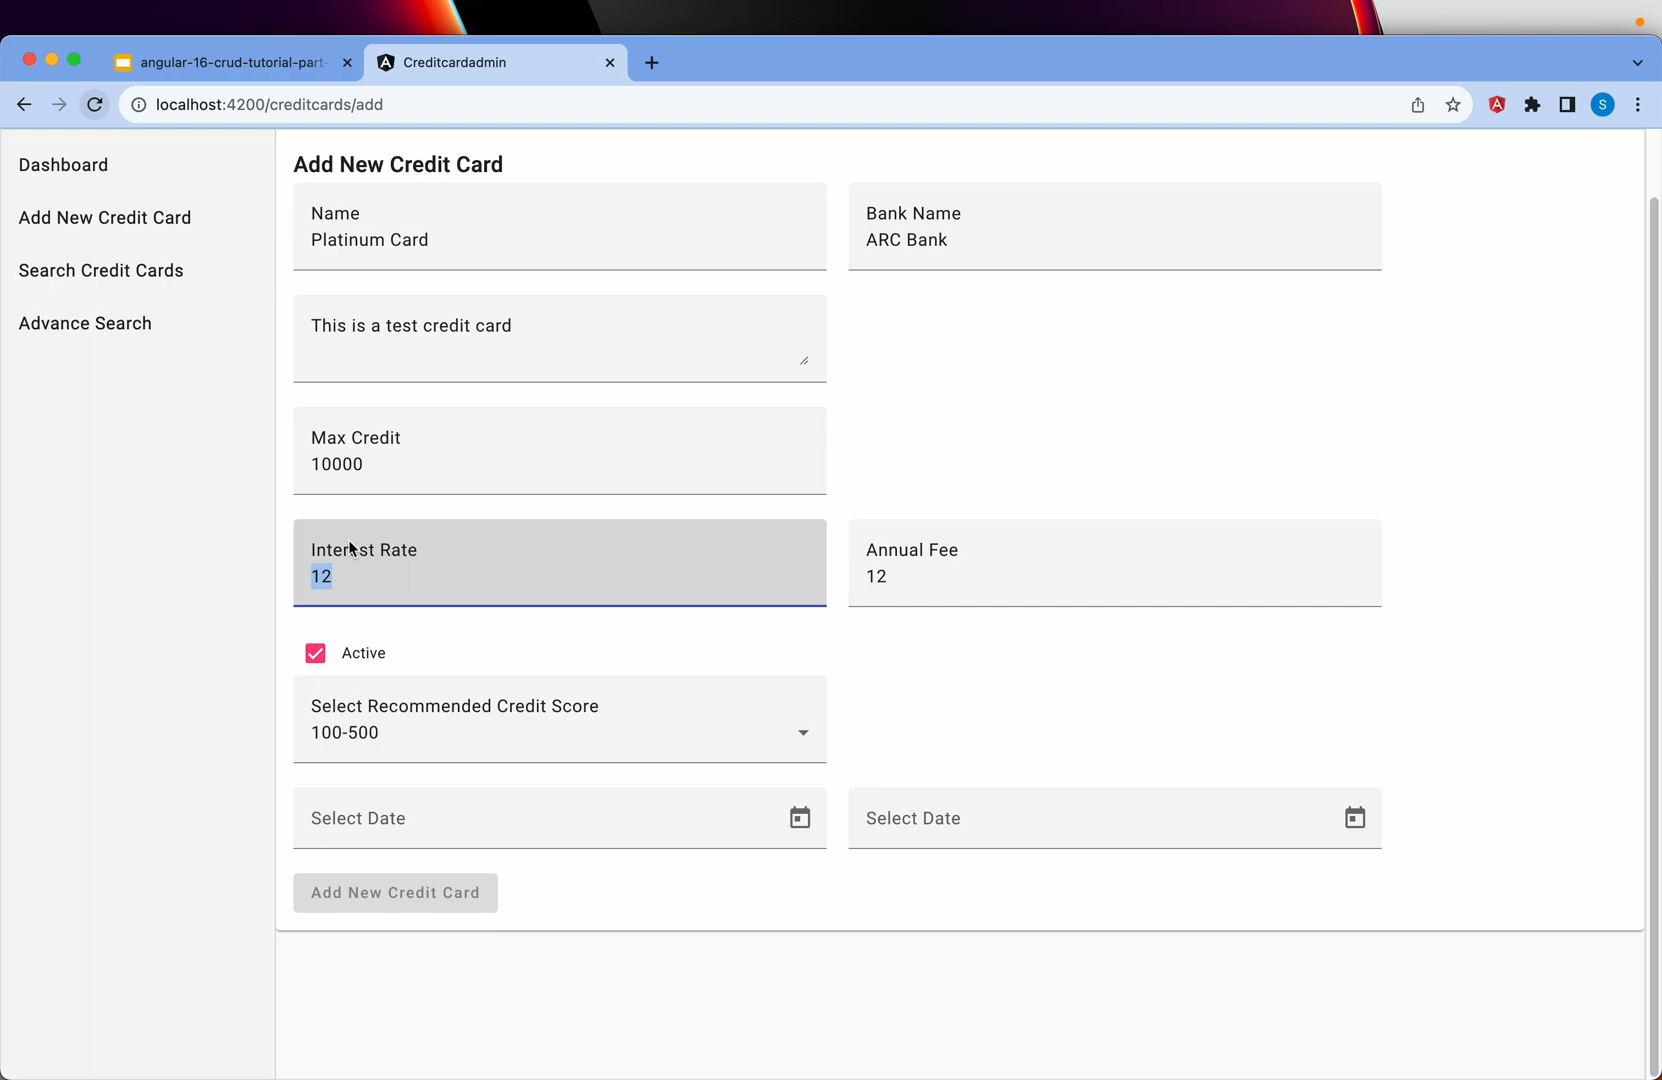 angular-16-crud-tutorial-part-
Creditcardadmin
localhost:4200/creditcards/add
S
Dashboard
Add New Credit Card
Search Credit Cards
Advance Search
Add New Credit Card
Name
Platinum Card
Bank Name
ARC Bank
This is a test credit card
Max Credit
10000
Interest Rate
12
Annual Fee
12
Active
Select Recommended Credit Score
100-500
Select Date
Select Date
Add New Credit Card